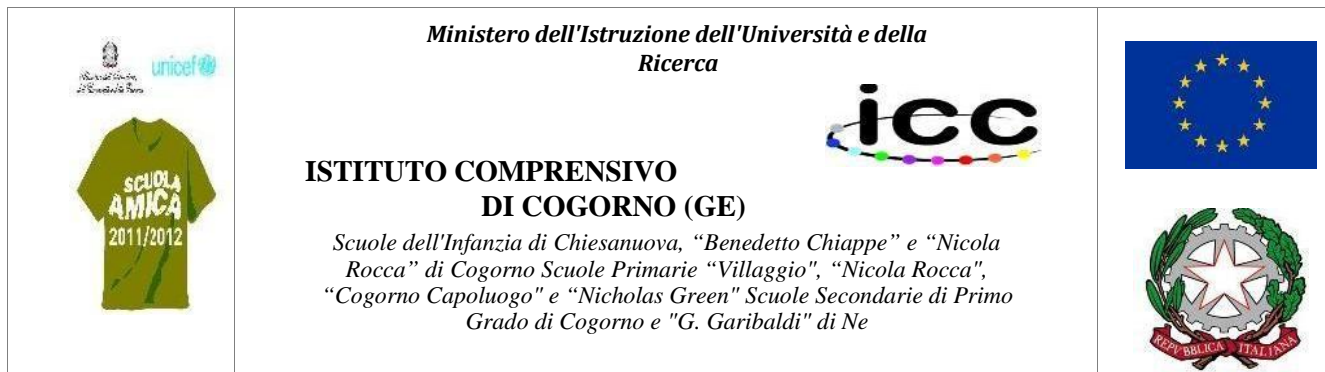 unicef
SCUOLA
AMICA
2011/2012
Ministero dell'Istruzione dell'Università e della
Ricerca
icc
ISTITUTO COMPRENSIVO
DI COGORNO (GE)
Scuole dell'Infanzia di Chiesanuova, “Benedetto Chiappe” e “Nicola
Rocca” di Cogorno Scuole Primarie “Villaggio", “Nicola Rocca",
“Cogorno Capoluogo" e “Nicholas Green" Scuole Secondarie di Primo
Grado di Cogorno e "G. Garibaldi" di Ne
REPVBBLICA ITALIANA